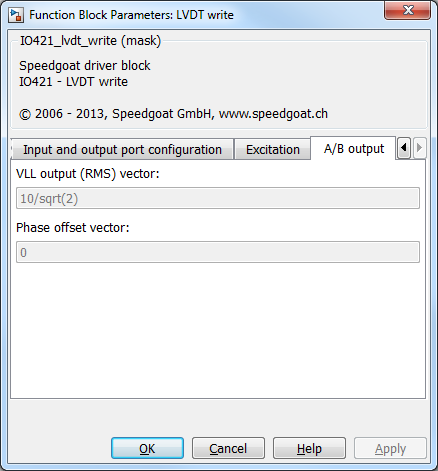 Function Block Parameters: LVDT write
IO421_lvdt_write (mask)
Speedgoat driver block
IO421 - LVDT write
© 2006 - 2013, Speedgoat GmbH, www.speedgoat.ch
Input and output port configuration Excitation A/B output
VLL output (RMS) vector:
10/sqrt(2)
Phase offset vector:
0
OK Cancel Help Apply